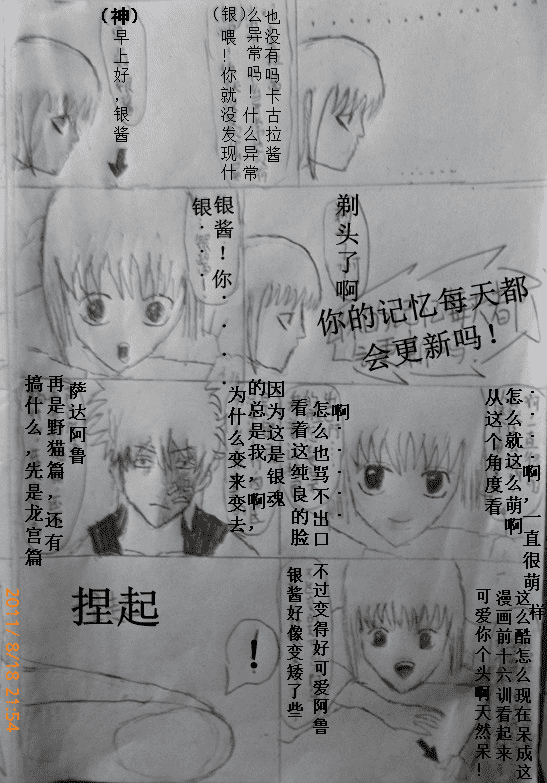 （神）
早上好，银酱
（银）喂！你就没发现什
么异常吗！什么异常
也没有吗卡古拉酱
银····
银酱！你·····
剃头了啊
你的记忆每天都
会更新吗！
搞什么，先是龙宫篇
再是野猫篇，还有
萨达阿鲁
为什么变来变去
的总是我，啊，
因为这是银魂
看着这纯良的脸
怎么也骂不出口
啊·····
从这个角度看
怎么就这么萌啊
····啊，一直很萌
捏起
！
银酱好像变矮了些
不过变得好可爱阿鲁
可爱你个头啊天然呆！
漫画前十六训看起来
这么酷怎么现在呆成这
样
2011/ 8/18 21:54